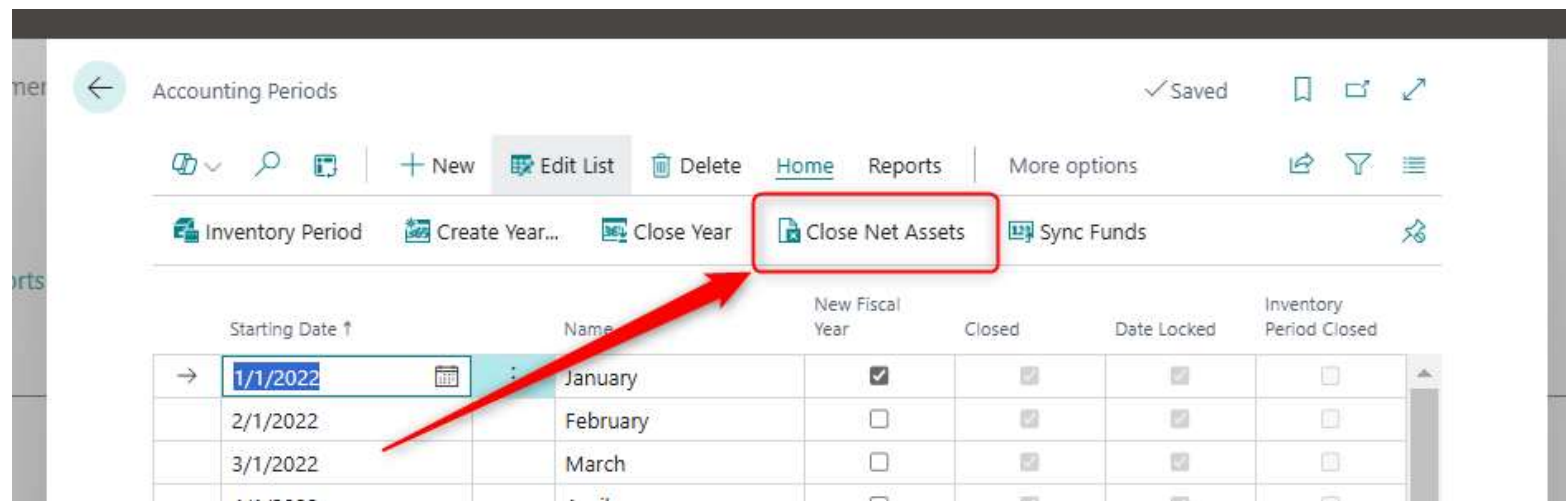 Accounting Periods
Saved
New
Edit List
Delete
Home
Reports
More options
Inventory Period
Create Year...
Close Year
Close Net Assets
Sync Funds
Starting Date ↑
Name
New Fiscal
Year
Closed
Date Locked
Inventory
Period Closed
1/1/2022
January
2/1/2022
February
3/1/2022
March